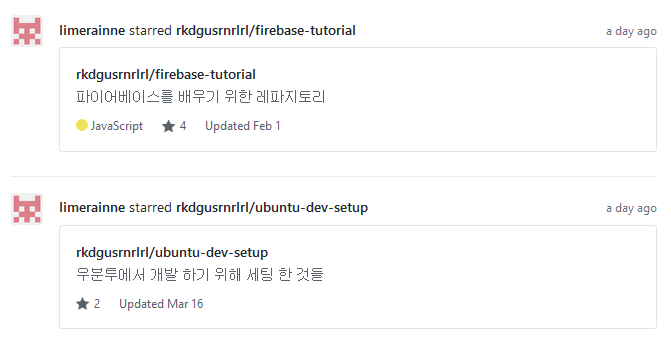 limerainne starred rkdgusrnrlrl/firebase-tutorial a day ago
rkdgusrnrlrl/firebase-tutorial
파이어베이스를 배우기 위한 레파지토리
JavaScript 4 Updated Feb 1
limerainne starred rkdgusrnrlrl/ubuntu-dev-setup a day ago
rkdgusrnrlrl/ubuntu-dev-setup
우분투에서 개발 하기 위해 세팅 한 것들
2 Updated Mar 16